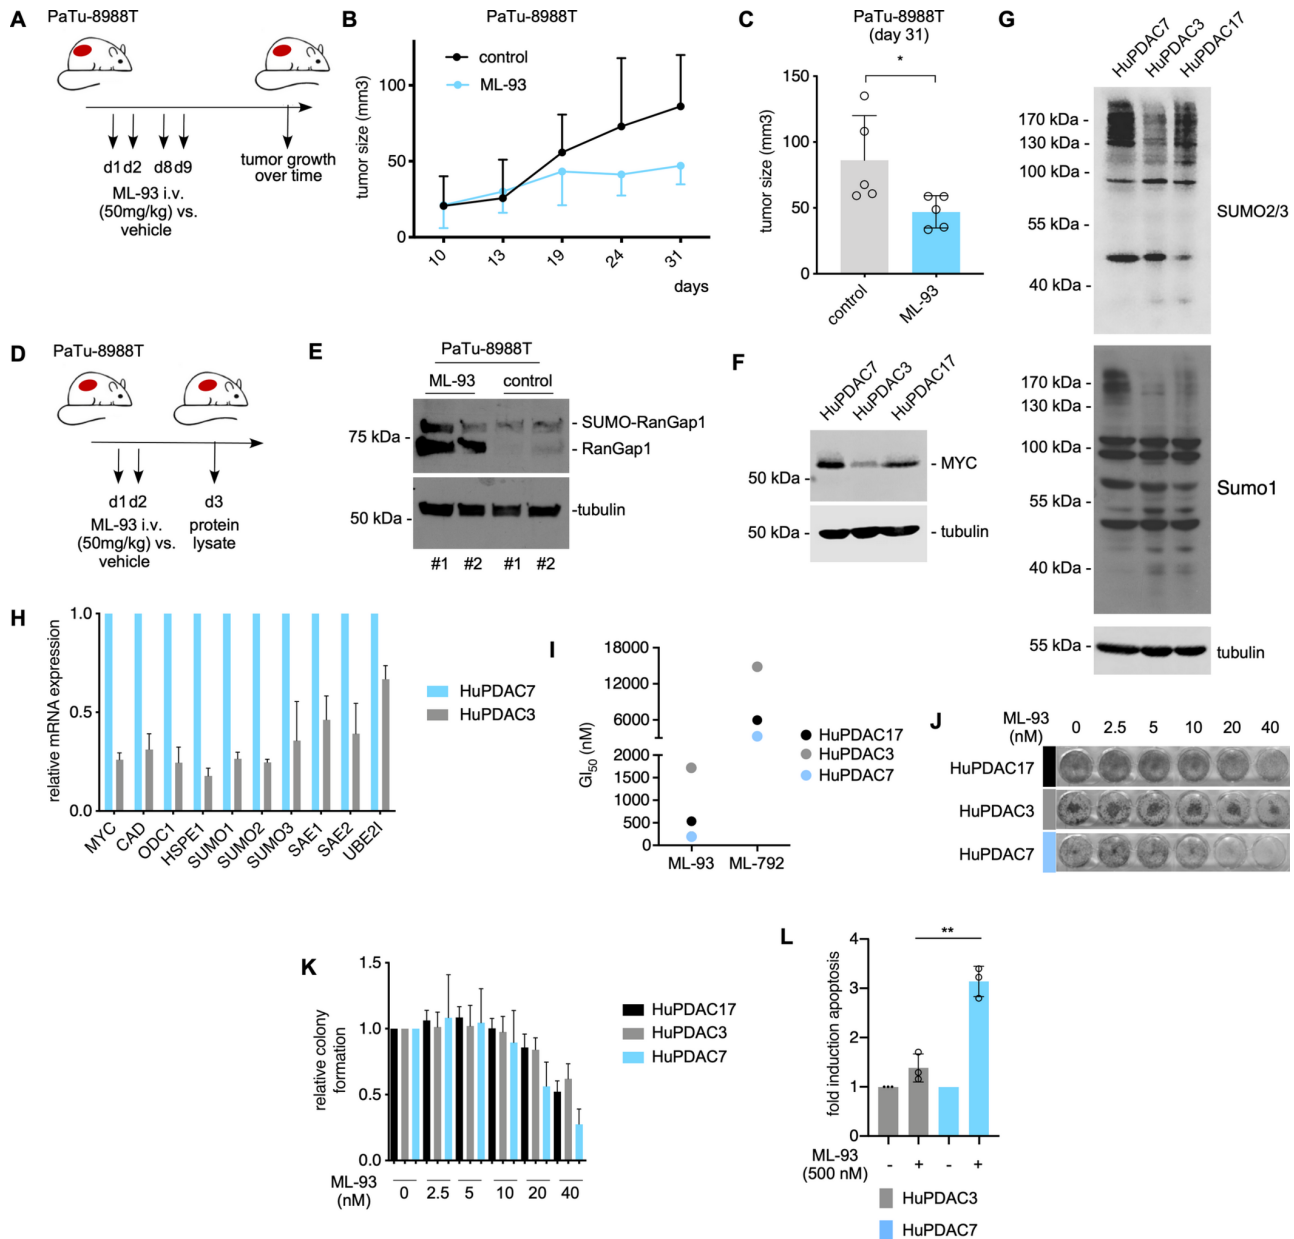 A
PaTu-8988T
d1 d2
d8 d9
ML-93 i.v.
(50mg/kg) vs.
vehicle
tumor growth
over time
B
PaTu-8988T
tumor size (mm3)
100
50
0
control
ML-93
10
13
19
24
31
days
C
PaTu-8988T
(day 31)
*
tumor size (mm3)
150
100
50
0
control
ML-93
D
PaTu-8988T
d1 d2
d3
ML-93 i.v.
(50mg/kg) vs.
vehicle
protein
lysate
E
PaTu-8988T
ML-93
control
75 kDa -
- SUMO-RanGap1
- RanGap1
50 kDa -
-tubulin
#1
#2
#1
#2
F
HuPDAC7
HuPDAC3
HuPDAC17
50 kDa -
- MYC
50 kDa -
- tubulin
G
HuPDAC7
HuPDAC3
HuPDAC17
170 kDa -
130 kDa -
100 kDa -
55 kDa -
40 kDa -
SUMO2/3
170 kDa -
130 kDa -
100 kDa -
55 kDa -
40 kDa -
Sumo1
55 kDa -
tubulin
H
relative mRNA expression
1.0
0.5
0.0
MYC
CAD
ODC1
HSPE1
SUMO1
SUMO2
SUMO3
SAE1
SAE2
UBE2I
HuPDAC7
HuPDAC3
I
GI50 (nM)
18000
12000
6000
2000
1500
1000
500
0
ML-93
ML-792
HuPDAC17
HuPDAC3
HuPDAC7
J
ML-93
(nM)
0
2.5
5
10
20
40
HuPDAC17
HuPDAC3
HuPDAC7
K
relative colony
formation
1.5
1.0
0.5
0.0
ML-93
(nM)
0
2.5
5
10
20
40
HuPDAC17
HuPDAC3
HuPDAC7
L
fold induction apoptosis
4
3
2
1
0
**
ML-93
(500 nM)
-
+
-
+
HuPDAC3
HuPDAC7